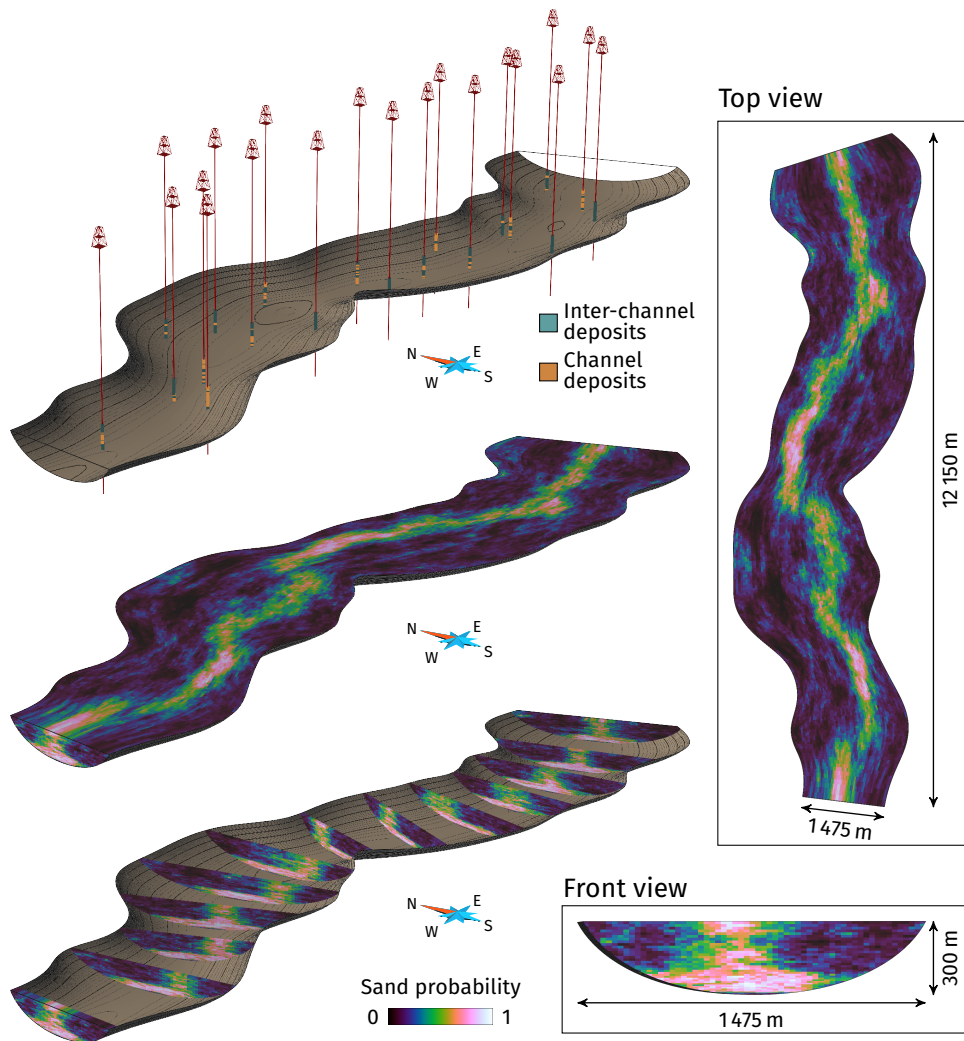 Top view
Inter-channel
deposits
Channel
deposits
N
E
W
S
12 150 m
1 475 m
N
E
W
S
N
E
W
S
Sand probability
0
1
Front view
300 m
1 475 m